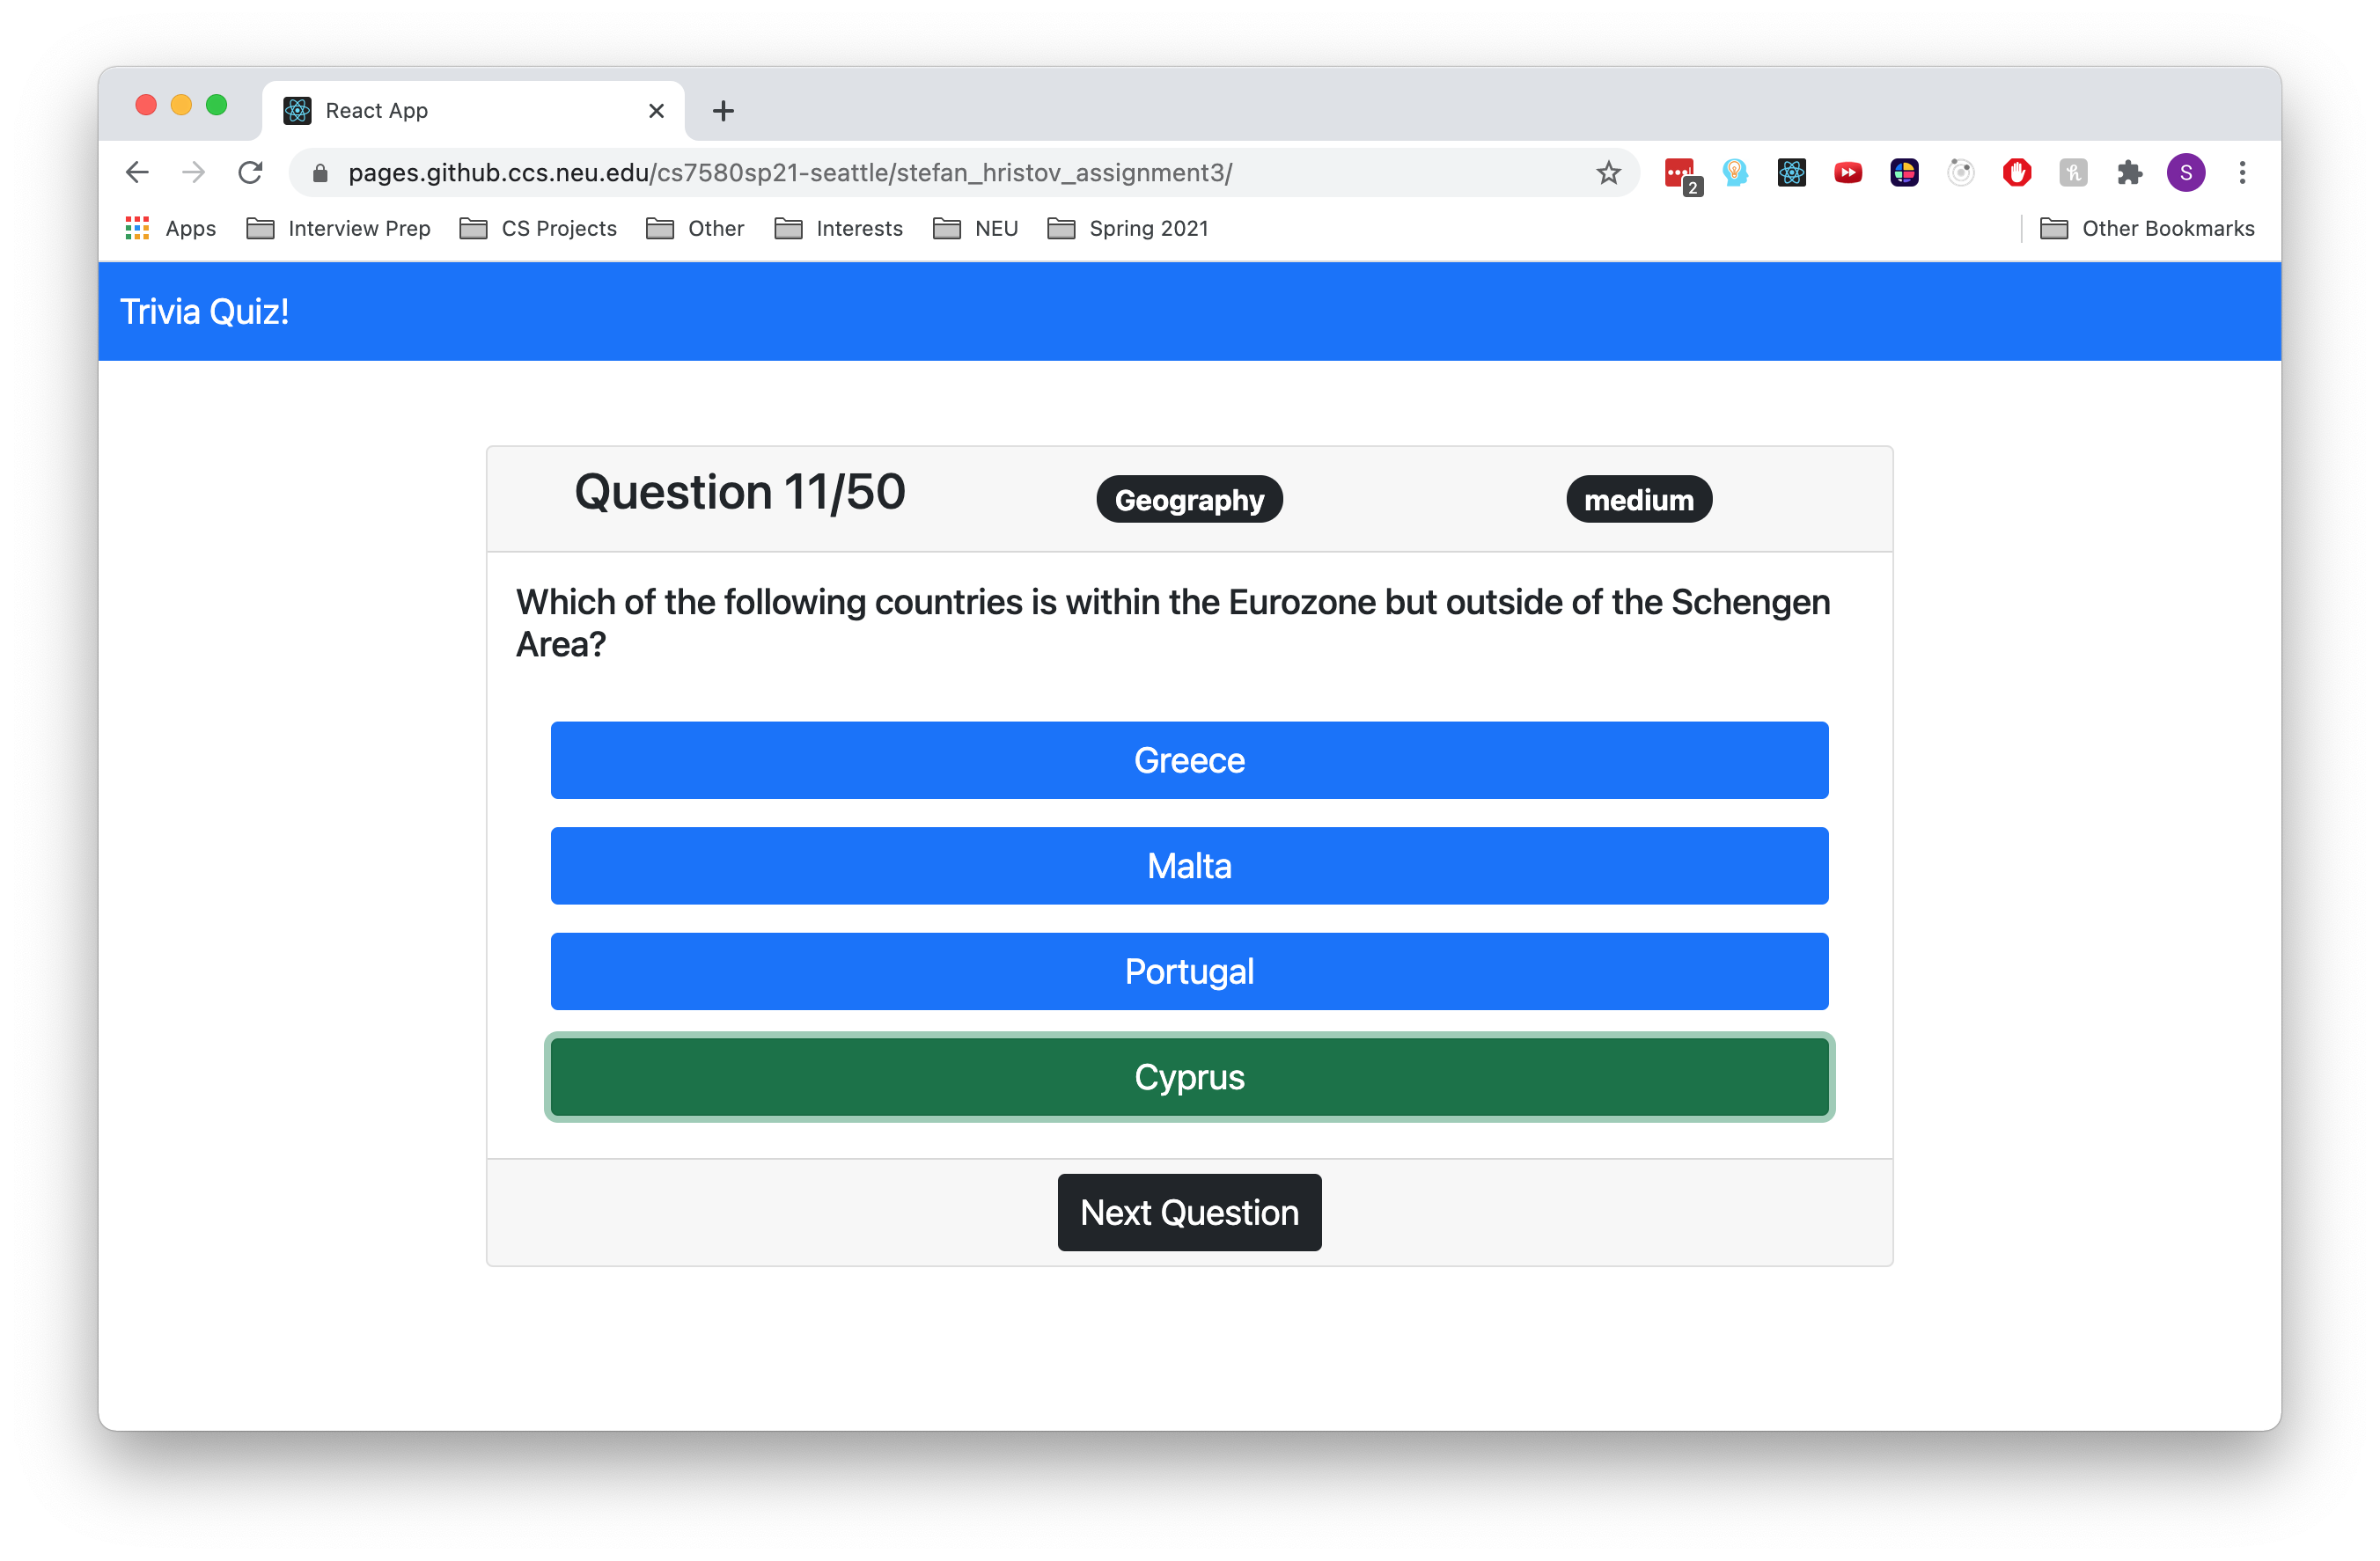 React App
pages.github.ccs.neu.edu/cs7580sp21-seattle/stefan_hristov_assignment3/
2
S
Apps
Interview Prep
CS Projects
Other
Interests
NEU
Spring 2021
Other Bookmarks
Trivia Quiz!
Question 11/50
Geography
medium
Which of the following countries is within the Eurozone but outside of the Schengen
Area?
Greece
Malta
Portugal
Cyprus
Next Question